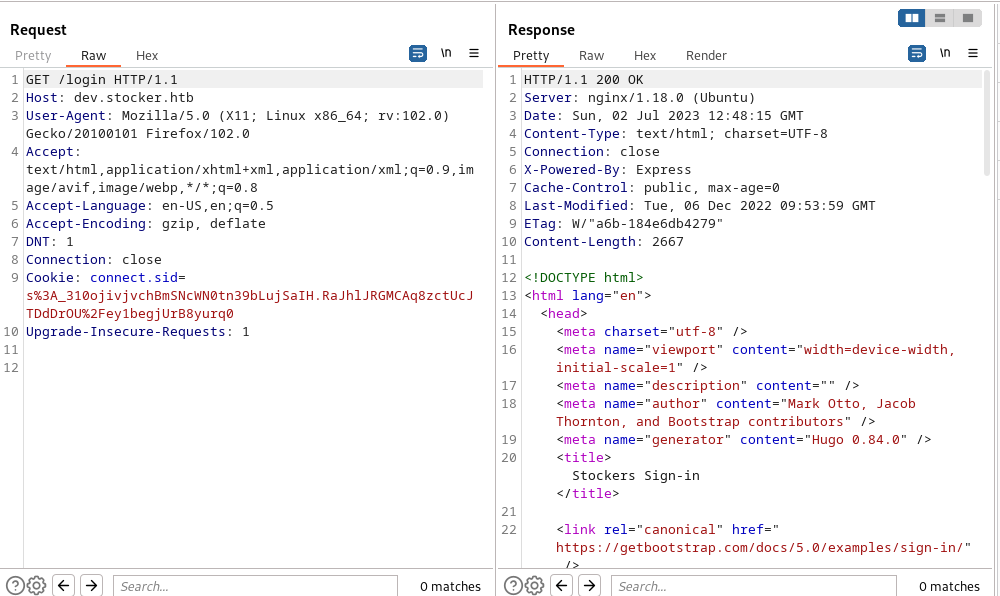 Request
Pretty Raw Hex
\n
1 GET /login HTTP/1.1
2 Host: dev.stocker.htb
3 User-Agent: Mozilla/5.0 (X11; Linux x86_64; rv:102.0)
Gecko/20100101 Firefox/102.0
4 Accept:
text/html,application/xhtml+xml,application/xml;q=0.9,im
age/avif,image/webp,*/*;q=0.8
5 Accept-Language: en-US,en;q=0.5
6 Accept-Encoding: gzip, deflate
7 DNT: 1
8 Connection: close
9 Cookie: connect.sid=
s%3A_310ojivjvchBmSNcWN0tn39bLujSaIH.RaJhlJRGMCAq8zctUcJ
TDdDrOU%2Fey1begjUrB8yurq0
10 Upgrade-Insecure-Requests: 1
11
12
Search...
0 matches
Response
Pretty Raw Hex Render
\n
1 HTTP/1.1 200 OK
2 Server: nginx/1.18.0 (Ubuntu)
3 Date: Sun, 02 Jul 2023 12:48:15 GMT
4 Content-Type: text/html; charset=UTF-8
5 Connection: close
6 X-Powered-By: Express
7 Cache-Control: public, max-age=0
8 Last-Modified: Tue, 06 Dec 2022 09:53:59 GMT
9 ETag: W/"a6b-184e6db4279"
10 Content-Length: 2667
11
12 <!DOCTYPE html>
13 <html lang="en">
14 <head>
15 <meta charset="utf-8" />
16 <meta name="viewport" content="width=device-width,
initial-scale=1" />
17 <meta name="description" content="" />
18 <meta name="author" content="Mark Otto, Jacob
Thornton, and Bootstrap contributors" />
19 <meta name="generator" content="Hugo 0.84.0" />
20 <title>
Stockers Sign-in
</title>
21
22 <link rel="canonical" href="
https://getbootstrap.com/docs/5.0/examples/sign-in/"
/>
Search...
0 matches